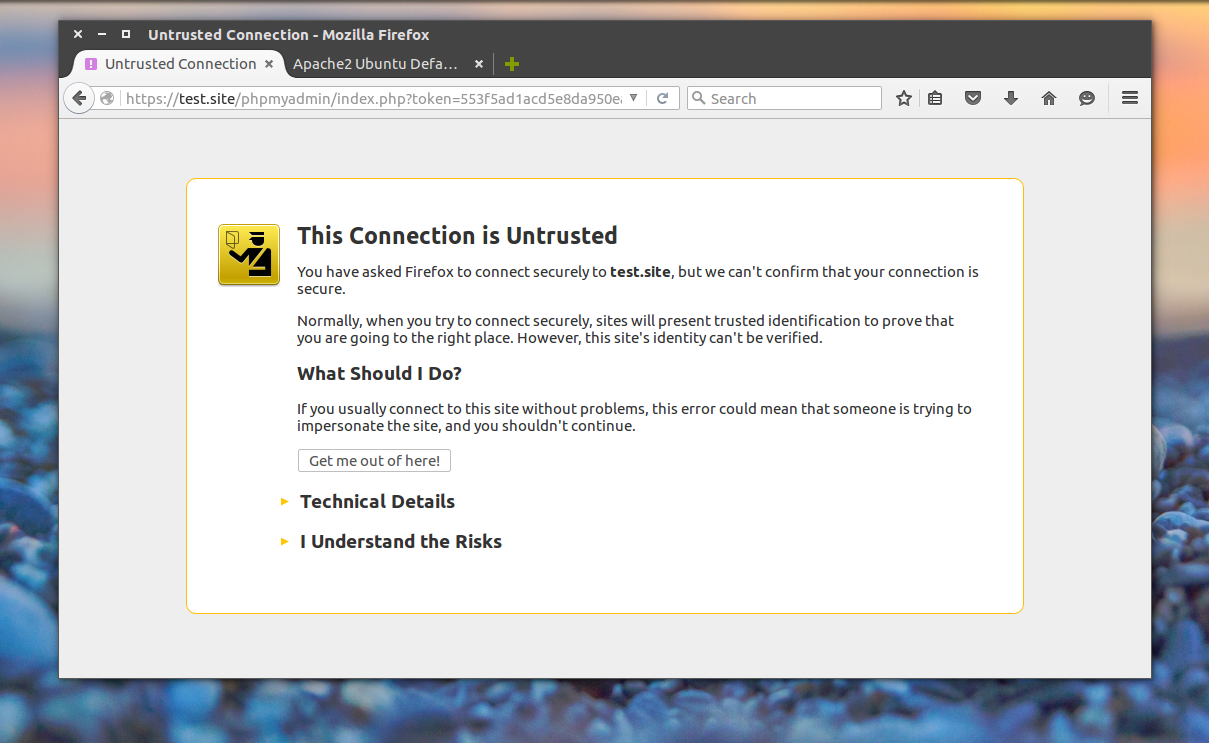 Untrusted Connection - Mozilla Firefox
Untrusted Connection
Apache2 Ubuntu Defa...
https://test.site/phpmyadmin/index.php?token=553f5ad1acd5e8da950e
Search
This Connection is Untrusted
You have asked Firefox to connect securely to test.site, but we can't confirm that your connection is
secure.
Normally, when you try to connect securely, sites will present trusted identification to prove that
you are going to the right place. However, this site's identity can't be verified.
What Should I Do?
If you usually connect to this site without problems, this error could mean that someone is trying to
impersonate the site, and you shouldn't continue.
Get me out of here!
Technical Details
I Understand the Risks